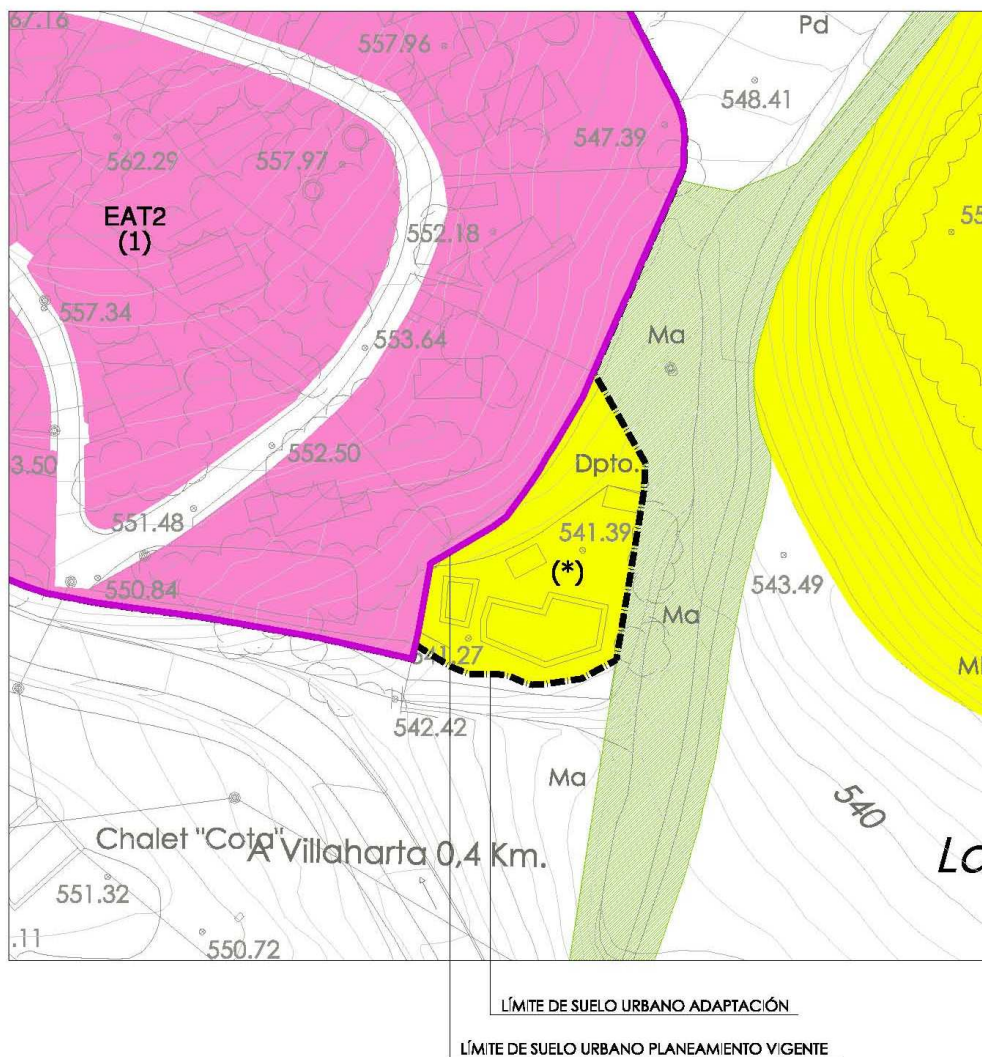 67.16
557.96
Pd
548.41
547.39
562.29
557.97
EAT2
(1)
552.18
55
557.34
553.64
Ma
3.50
552.50
Dpto.
551.48
541.39
(*)
543.49
550.84
Ma
541.27
542.42
Ma
540
Chalet "Cota"
A Villaharta 0,4 Km.
551.32
.11
550.72
LÍMITE DE SUELO URBANO ADAPTACIÓN
LÍMITE DE SUELO URBANO PLANEAMIENTO VIGENTE